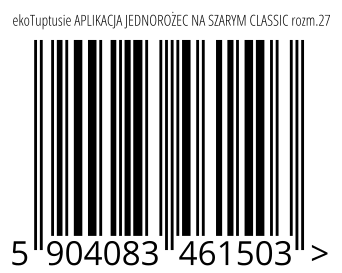 ekoTuptusie APLIKACJA JEDNOROŻEC NA SZARYM CLASSIC rozm.27
5 904083 461503 >